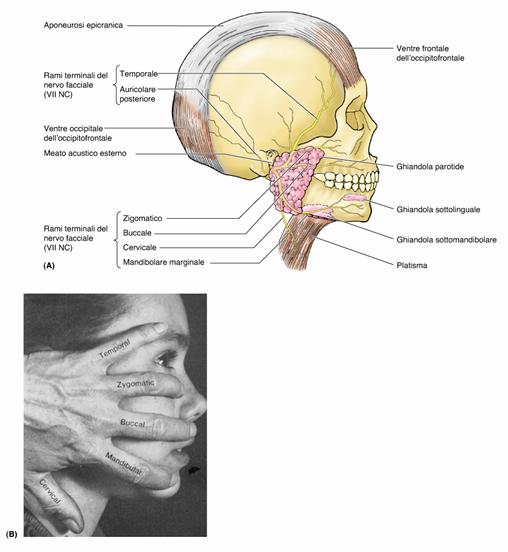 Aponeurosi epicranica
Ventre frontale
dell'occipitofrontale
Rami terminali del
nervo facciale
(VII NC)
Temporale
Auricolare
posteriore
Ventre occipitale
dell'occipitofrontale
Meato acustico esterno
Ghiandola parotide
Ghiandola sottolinguale
Ghiandola sottomandibolare
Platisma
Rami terminali del
nervo facciale
(VII NC)
Zigomatico
Buccale
Cervicale
Mandibolare marginale
(A)
Temporal
Zygomatic
Buccal
Mandibular
Cervical
(B)